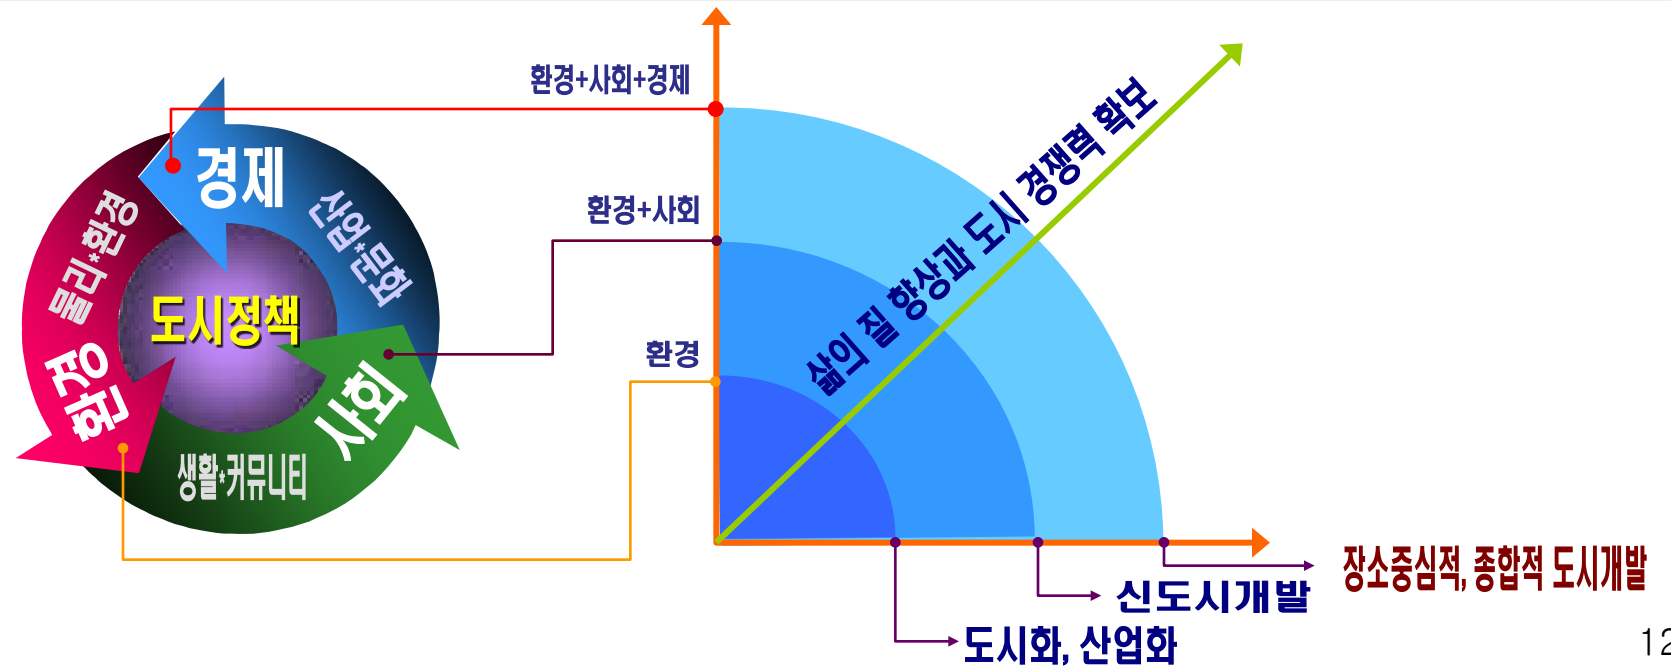 환경+사회+경제
경제
산업*문화
물리*환경
환경+사회
도시정책
환경
환경
사회
생활*커뮤니티
삶의 질 향상과 도시 경쟁력 확보
장소중심적, 종합적 도시개발
신도시개발
도시화, 산업화
12